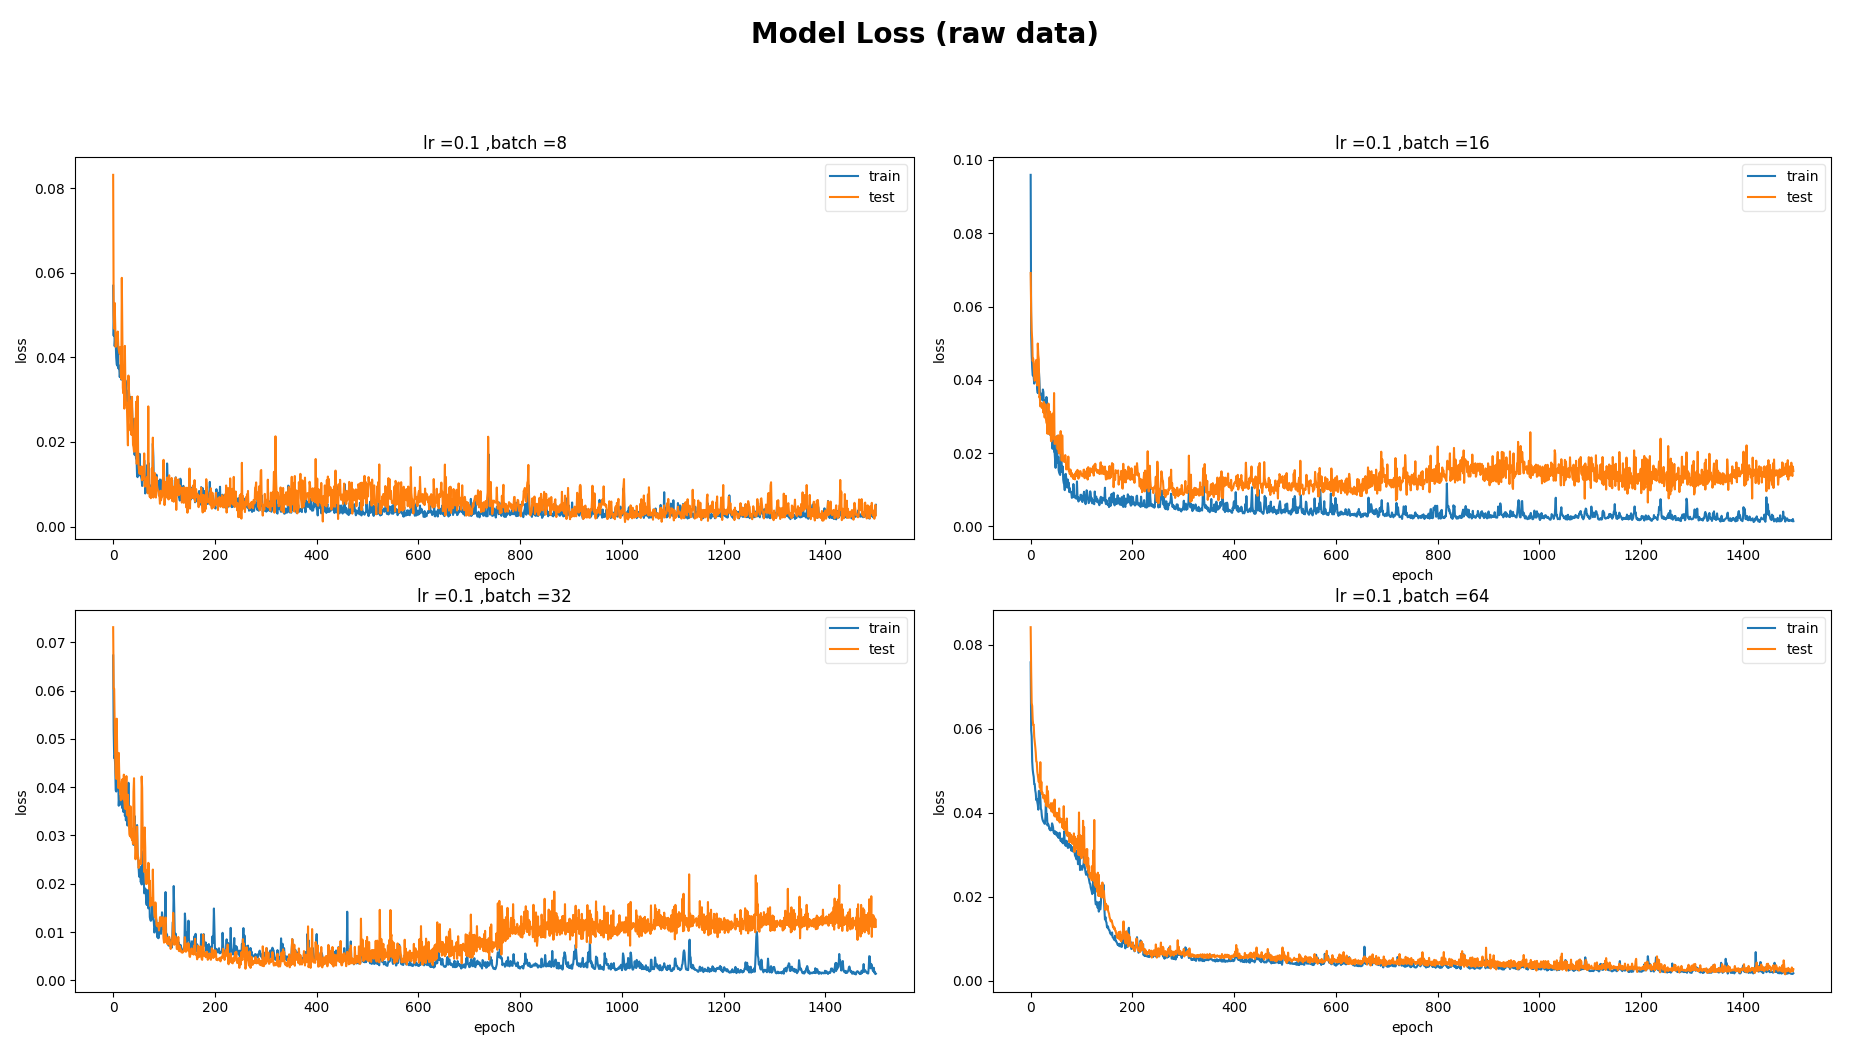 Model Loss (raw data)
lr =0.1 ,batch =8
0.08
0.06
0.04
0.02
0.00
loss
train
test
0 200 400 600 800 1000 1200 1400
epoch
lr =0.1 ,batch =16
0.10
0.08
0.06
0.04
0.02
0.00
loss
train
test
0 200 400 600 800 1000 1200 1400
epoch
lr =0.1 ,batch =32
0.07
0.06
0.05
0.04
0.03
0.02
0.01
0.00
loss
train
test
0 200 400 600 800 1000 1200 1400
epoch
lr =0.1 ,batch =64
0.08
0.06
0.04
0.02
0.00
loss
train
test
0 200 400 600 800 1000 1200 1400
epoch